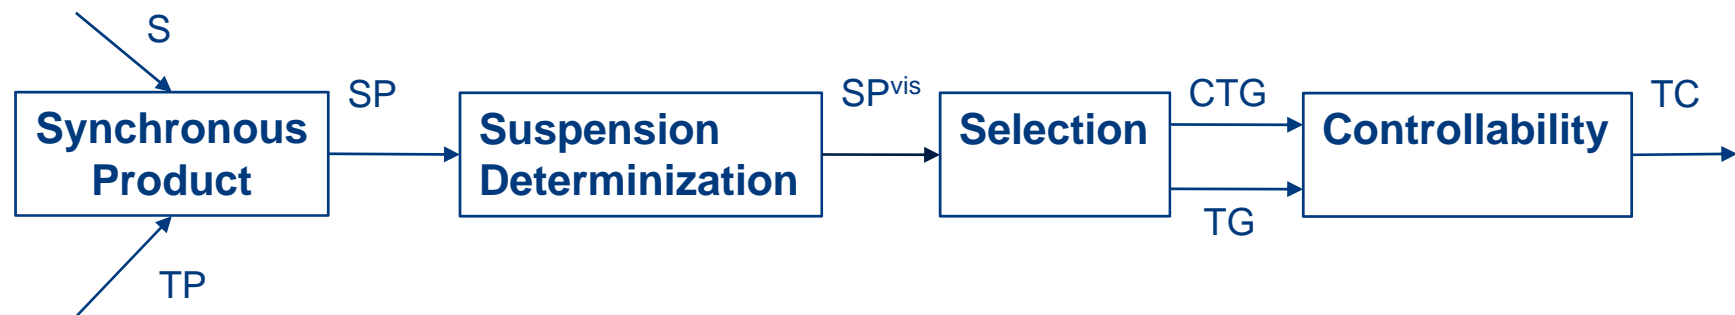 S
Synchronous
Product
TP
SP
Suspension
Determinization
SPvis
Selection
CTG
TG
Controllability
TC